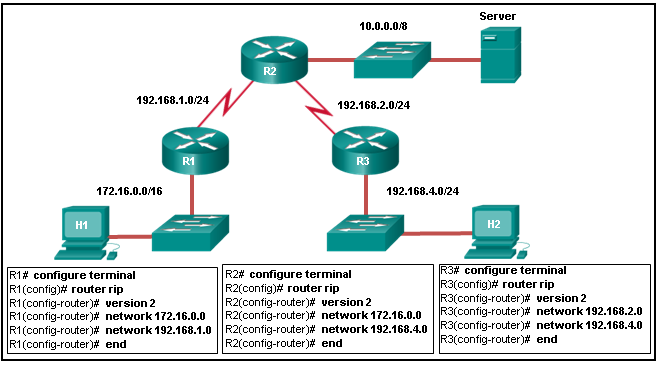 Server
10.0.0.0/8
R2
192.168.1.0/24
192.168.2.0/24
R1
R3
172.16.0.0/16
192.168.4.0/24
H1
H2
R1# configure terminal
R1(config)# router rip
R1(config-router)# version 2
R1(config-router)# network 172.16.0.0
R1(config-router)# network 192.168.1.0
R1(config-router)# end
R2# configure terminal
R2(config)# router rip
R2(config-router)# version 2
R2(config-router)# network 172.16.0.0
R2(config-router)# network 192.168.4.0
R2(config-router)# end
R3# configure terminal
R3(config)# router rip
R3(config-router)# version 2
R3(config-router)# network 192.168.2.0
R3(config-router)# network 192.168.4.0
R3(config-router)# end